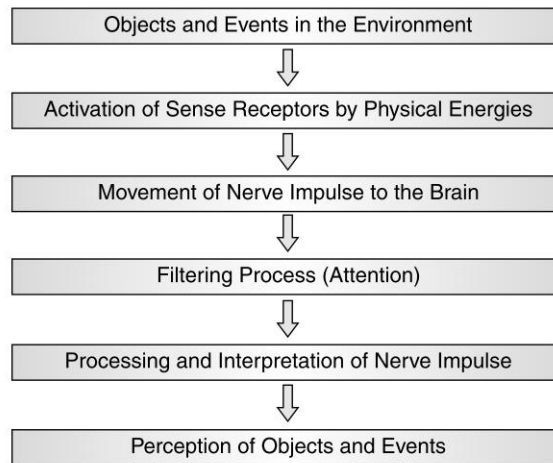 Objects and Events in the Environment
Activation of Sense Receptors by Physical Energies
Movement of Nerve Impulse to the Brain
Filtering Process (Attention)
Processing and Interpretation of Nerve Impulse
Perception of Objects and Events